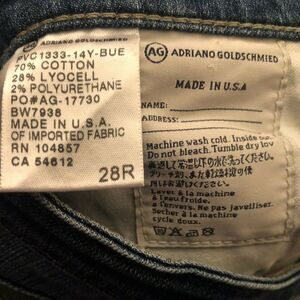 ADRIANO GOLDSCHMIED
PVC1333-14Y-BUE
70% COTTON
28% LYOCELL
2% POLYURETHANE
PO#AG-17730
BW7938
MADE IN U.S.A
OF IMPORTED FABRIC
RN 104857
CA 54612
28R
AG ADRIANO GOLDSCHMIED
MADE IN U.S.A
NAME:
ADDRESS:
Machine wash cold. Inside out.
Do not bleach. Tumble dry low.
Laver à la machine
à l'eau froide,
à l'envers. Ne pas javelliser.
Sécher à la machine
cycle doux.